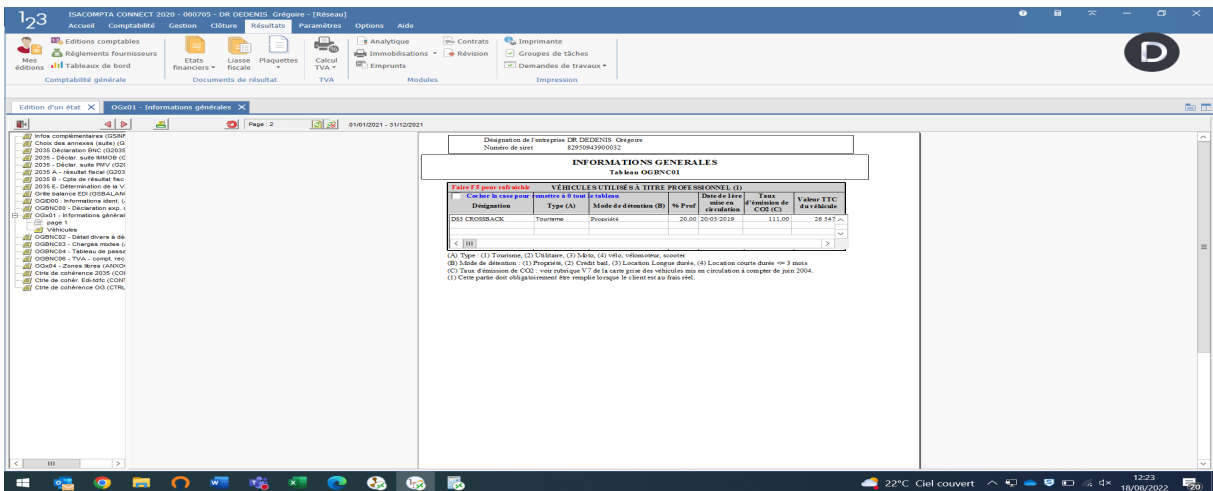 ISACOMPTA CONNECT 2020 - 000705 - DR DEDENIS Grégoire - [Réseau]
Accueil Comptabilité Gestion Clôture Résultats Paramètres Options Aide
Mes éditions
Editions comptables
Règlements fournisseurs
Tableaux de bord
Comptabilité générale
Etats financiers
Liasse fiscale
Plaquettes
Documents de résultat
Calcul TVA
TVA
Analytique
Immobilisations
Emprunts
Contrats
Révision
Modules
Imprimante
Groupes de tâches
Demandes de travaux
Impression
D
Edition d'un état X OGx01 - Informations générales X
Page : 2 01/01/2021 - 31/12/2021
Infos complémentaires (GSINF
Choix des annexes (suite) (G
2035 Déclaration BNC (G2035
2035 - Déclar. suite IMMOB (G
2035 - Déclar. suite PMV (G20
2035 A - résultat fiscal (G203
2035 B - Cpte de résultat fisc
2035 E- Détermination de la V
Grille balance EDI (GSBALAN
OGID00 : Informations ident. (
OGBNC00 - Déclaration exp. c
OGx01 - Informations général
page 1
Véhicules
OGBNC02 - Détail divers à dé
OGBNC03 - Charges mixtes (
OGBNC04 - Tableau de passa
OGBNC06 - TVA - compt. rec
OGx04 - Zones libres (ANXO
Ctrle de cohérence 2035 (CO
Ctrle de cohér. Edi-tdfc (CONT
Ctrle de cohérence OG (CTRL
Désignation de l'entreprise DR DEDENIS Grégoire
Numéro de siret 82950943900032
INFORMATIONS GENERALES
Tableau OGBNC01
Faire F5 pour rafraichir VÉHICULES UTILISÉS À TITRE PROFESSIONNEL (1)
Cocher la case pour remettre à 0 tout le tableau
Désignation Type (A) Mode de détention (B) % Prof Date de 1ère mise en circulation Taux d'émission de CO2 (C) Valeur TTC du véhicule
DS5 CROSSBACK Tourisme Propriété 20,00 20/05/2019 111,00 26 547
(A) Type : (1) Tourisme, (2) Utilitaire, (3) Moto, (4) vélo, vélomoteur, scooter
(B) Mode de détention : (1) Propriété, (2) Crédit bail, (3) Location Longue durée, (4) Location courte durée <= 3 mois
(C) Taux d'émission de CO2 : voir rubrique V7 de la carte grise des véhicules mis en circulation à compter de juin 2004.
(1) Cette partie doit obligatoirement être remplie lorsque le client est au frais réel.
22°C Ciel couvert
12:23
18/08/2022
20